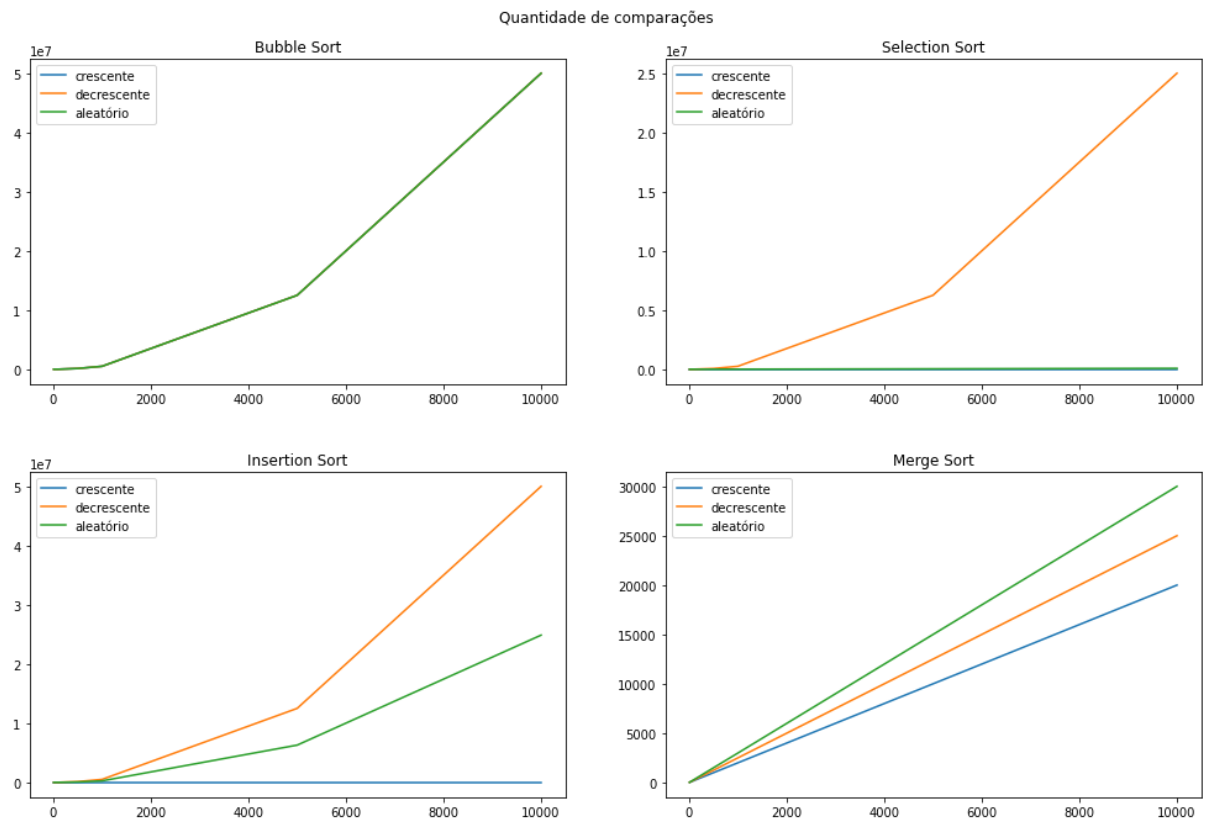 Quantidade de comparações
Bubble Sort
1e7
crescente
decrescente
aleatório
5
4
3
2
1
0
0 2000 4000 6000 8000 10000
Selection Sort
1e7
crescente
decrescente
aleatório
2.5
2.0
1.5
1.0
0.5
0.0
0 2000 4000 6000 8000 10000
Insertion Sort
1e7
crescente
decrescente
aleatório
5
4
3
2
1
0
0 2000 4000 6000 8000 10000
Merge Sort
crescente
decrescente
aleatório
30000
25000
20000
15000
10000
5000
0
0 2000 4000 6000 8000 10000